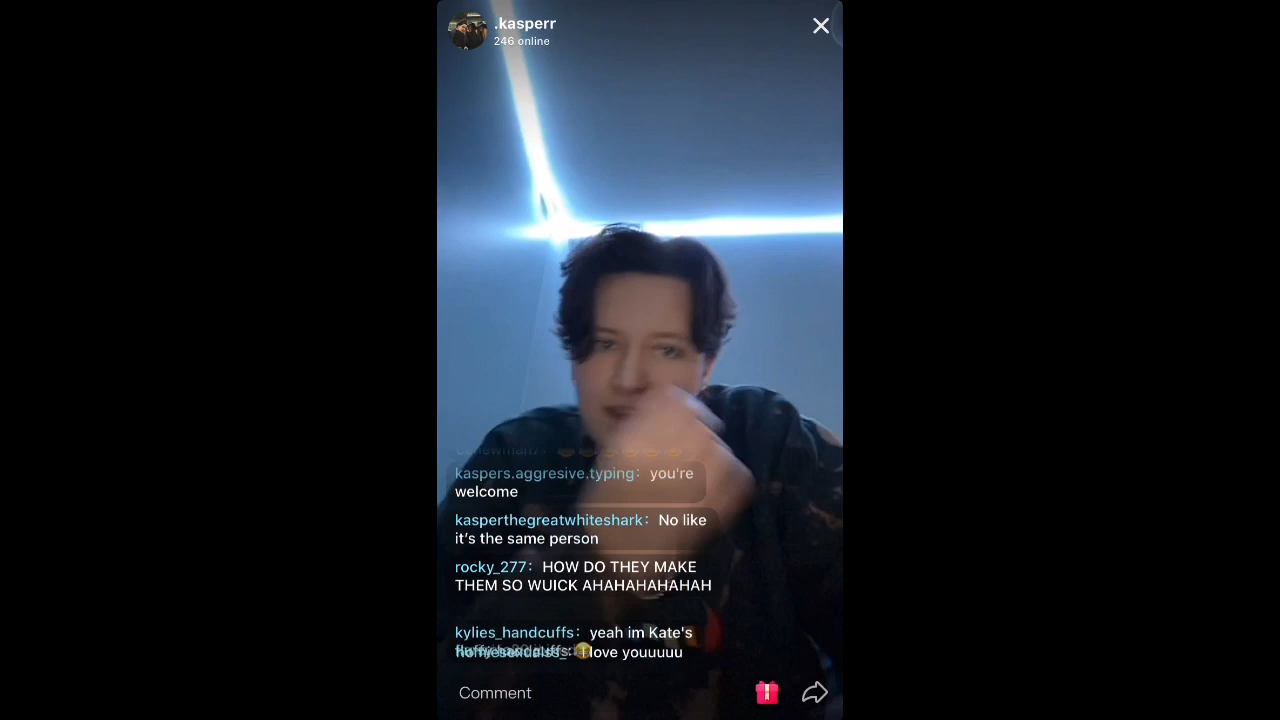 .kasperr
246 online
kaspers.aggresive.typing: you're
welcome
kasperthegreatwhiteshark: No like
it's the same person
rocky_277: HOW DO THEY MAKE
THEM SO WUICK AHAHAHAHAHAH
kylies_handcuffs: yeah im Kate's
love youuuuu
Comment